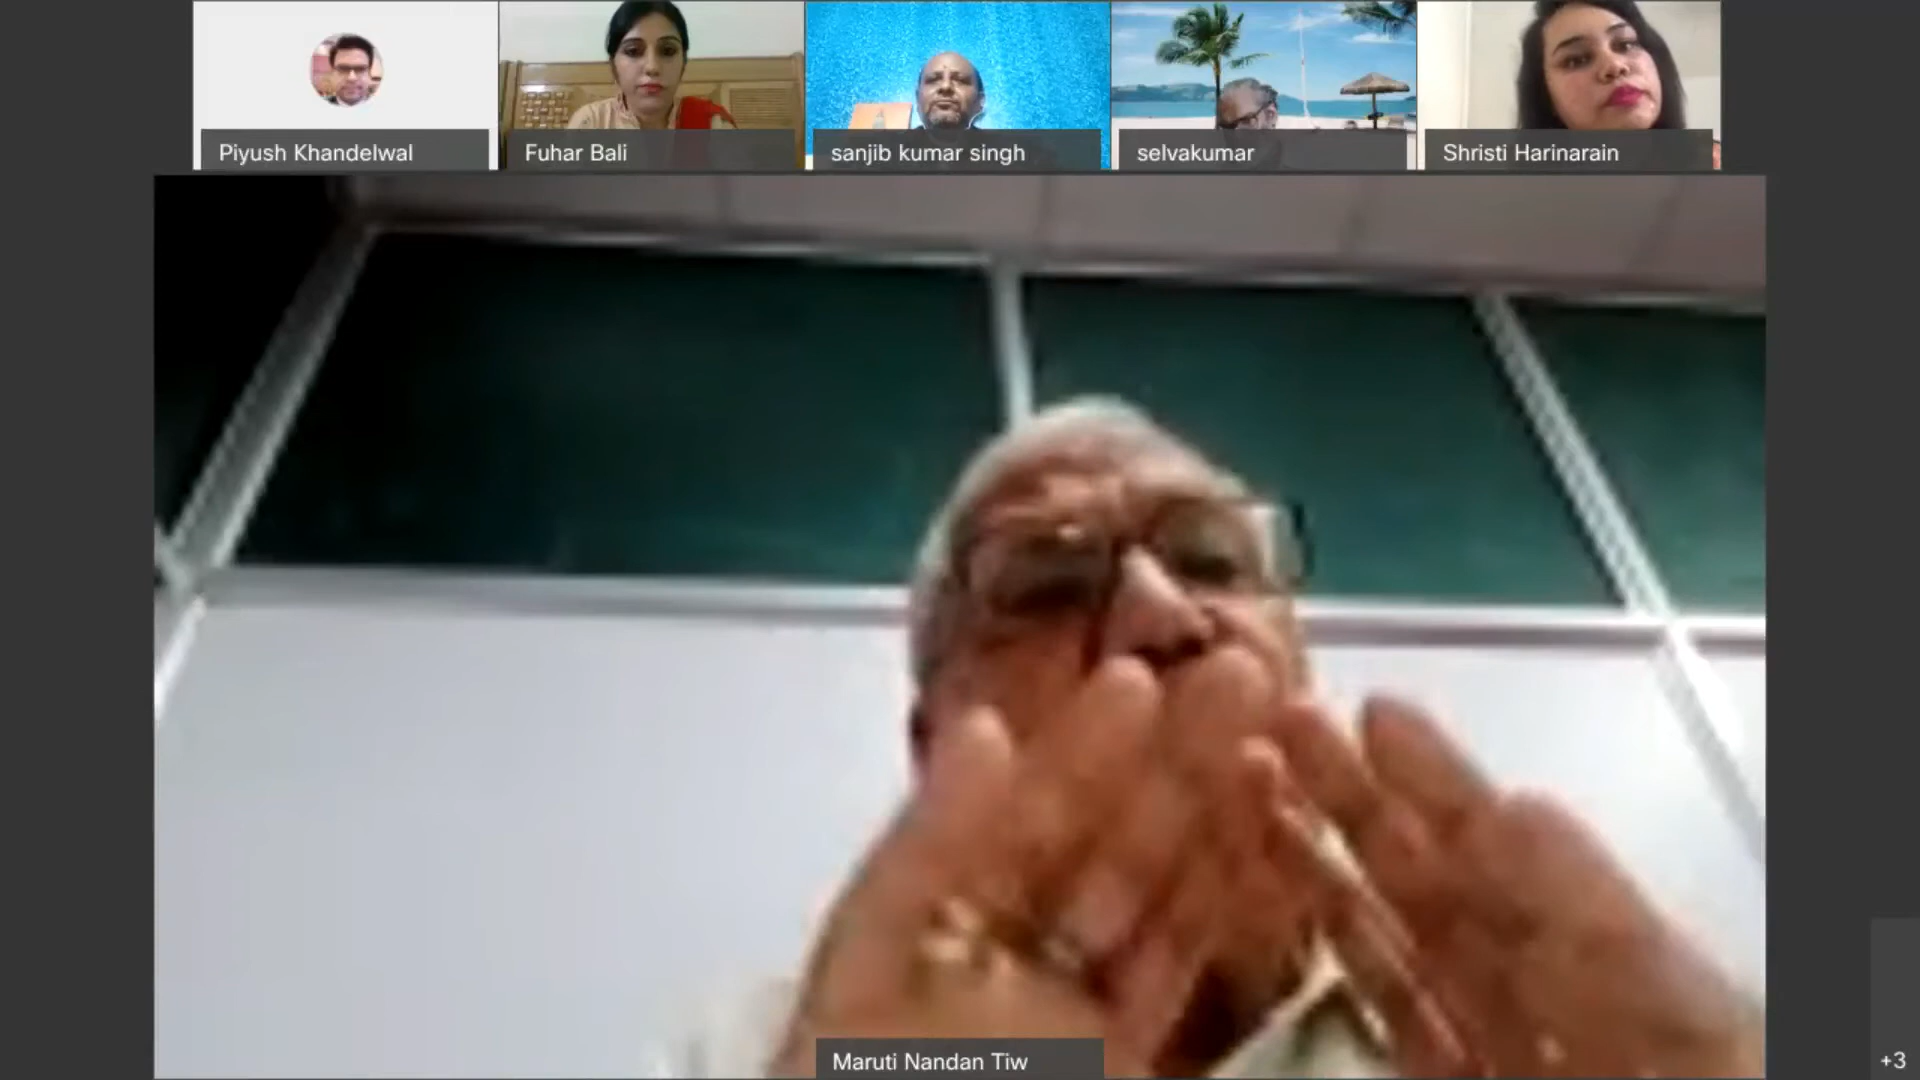 Piyush Khandelwal
Fuhar Bali
sanjib kumar singh
selvakumar
Shristi Harinarain
Maruti Nandan Tiw
+3